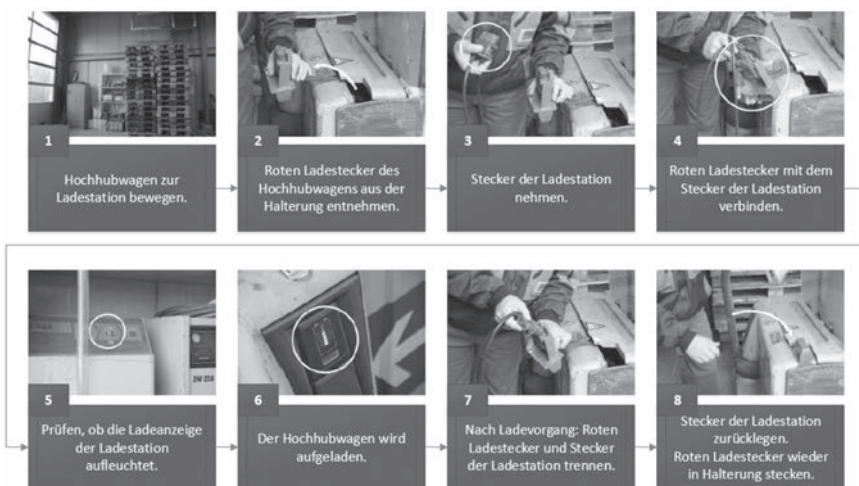 1
Hochhubwagen zur
Ladestation bewegen.
2
Roten Ladestecker des
Hochhubwagens aus der
Halterung entnehmen.
3
Stecker der Ladestation
nehmen.
4
Roten Ladestecker mit dem
Stecker der Ladestation
verbinden.
5
Prüfen, ob die Ladeanzeige
der Ladestation
aufleuchtet.
6
Der Hochhubwagen wird
aufgeladen.
7
Nach Ladevorgang: Roten
Ladestecker und Stecker
der Ladestation trennen.
8
Stecker der Ladestation
zurücklegen.
Roten Ladestecker wieder
in Halterung stecken.